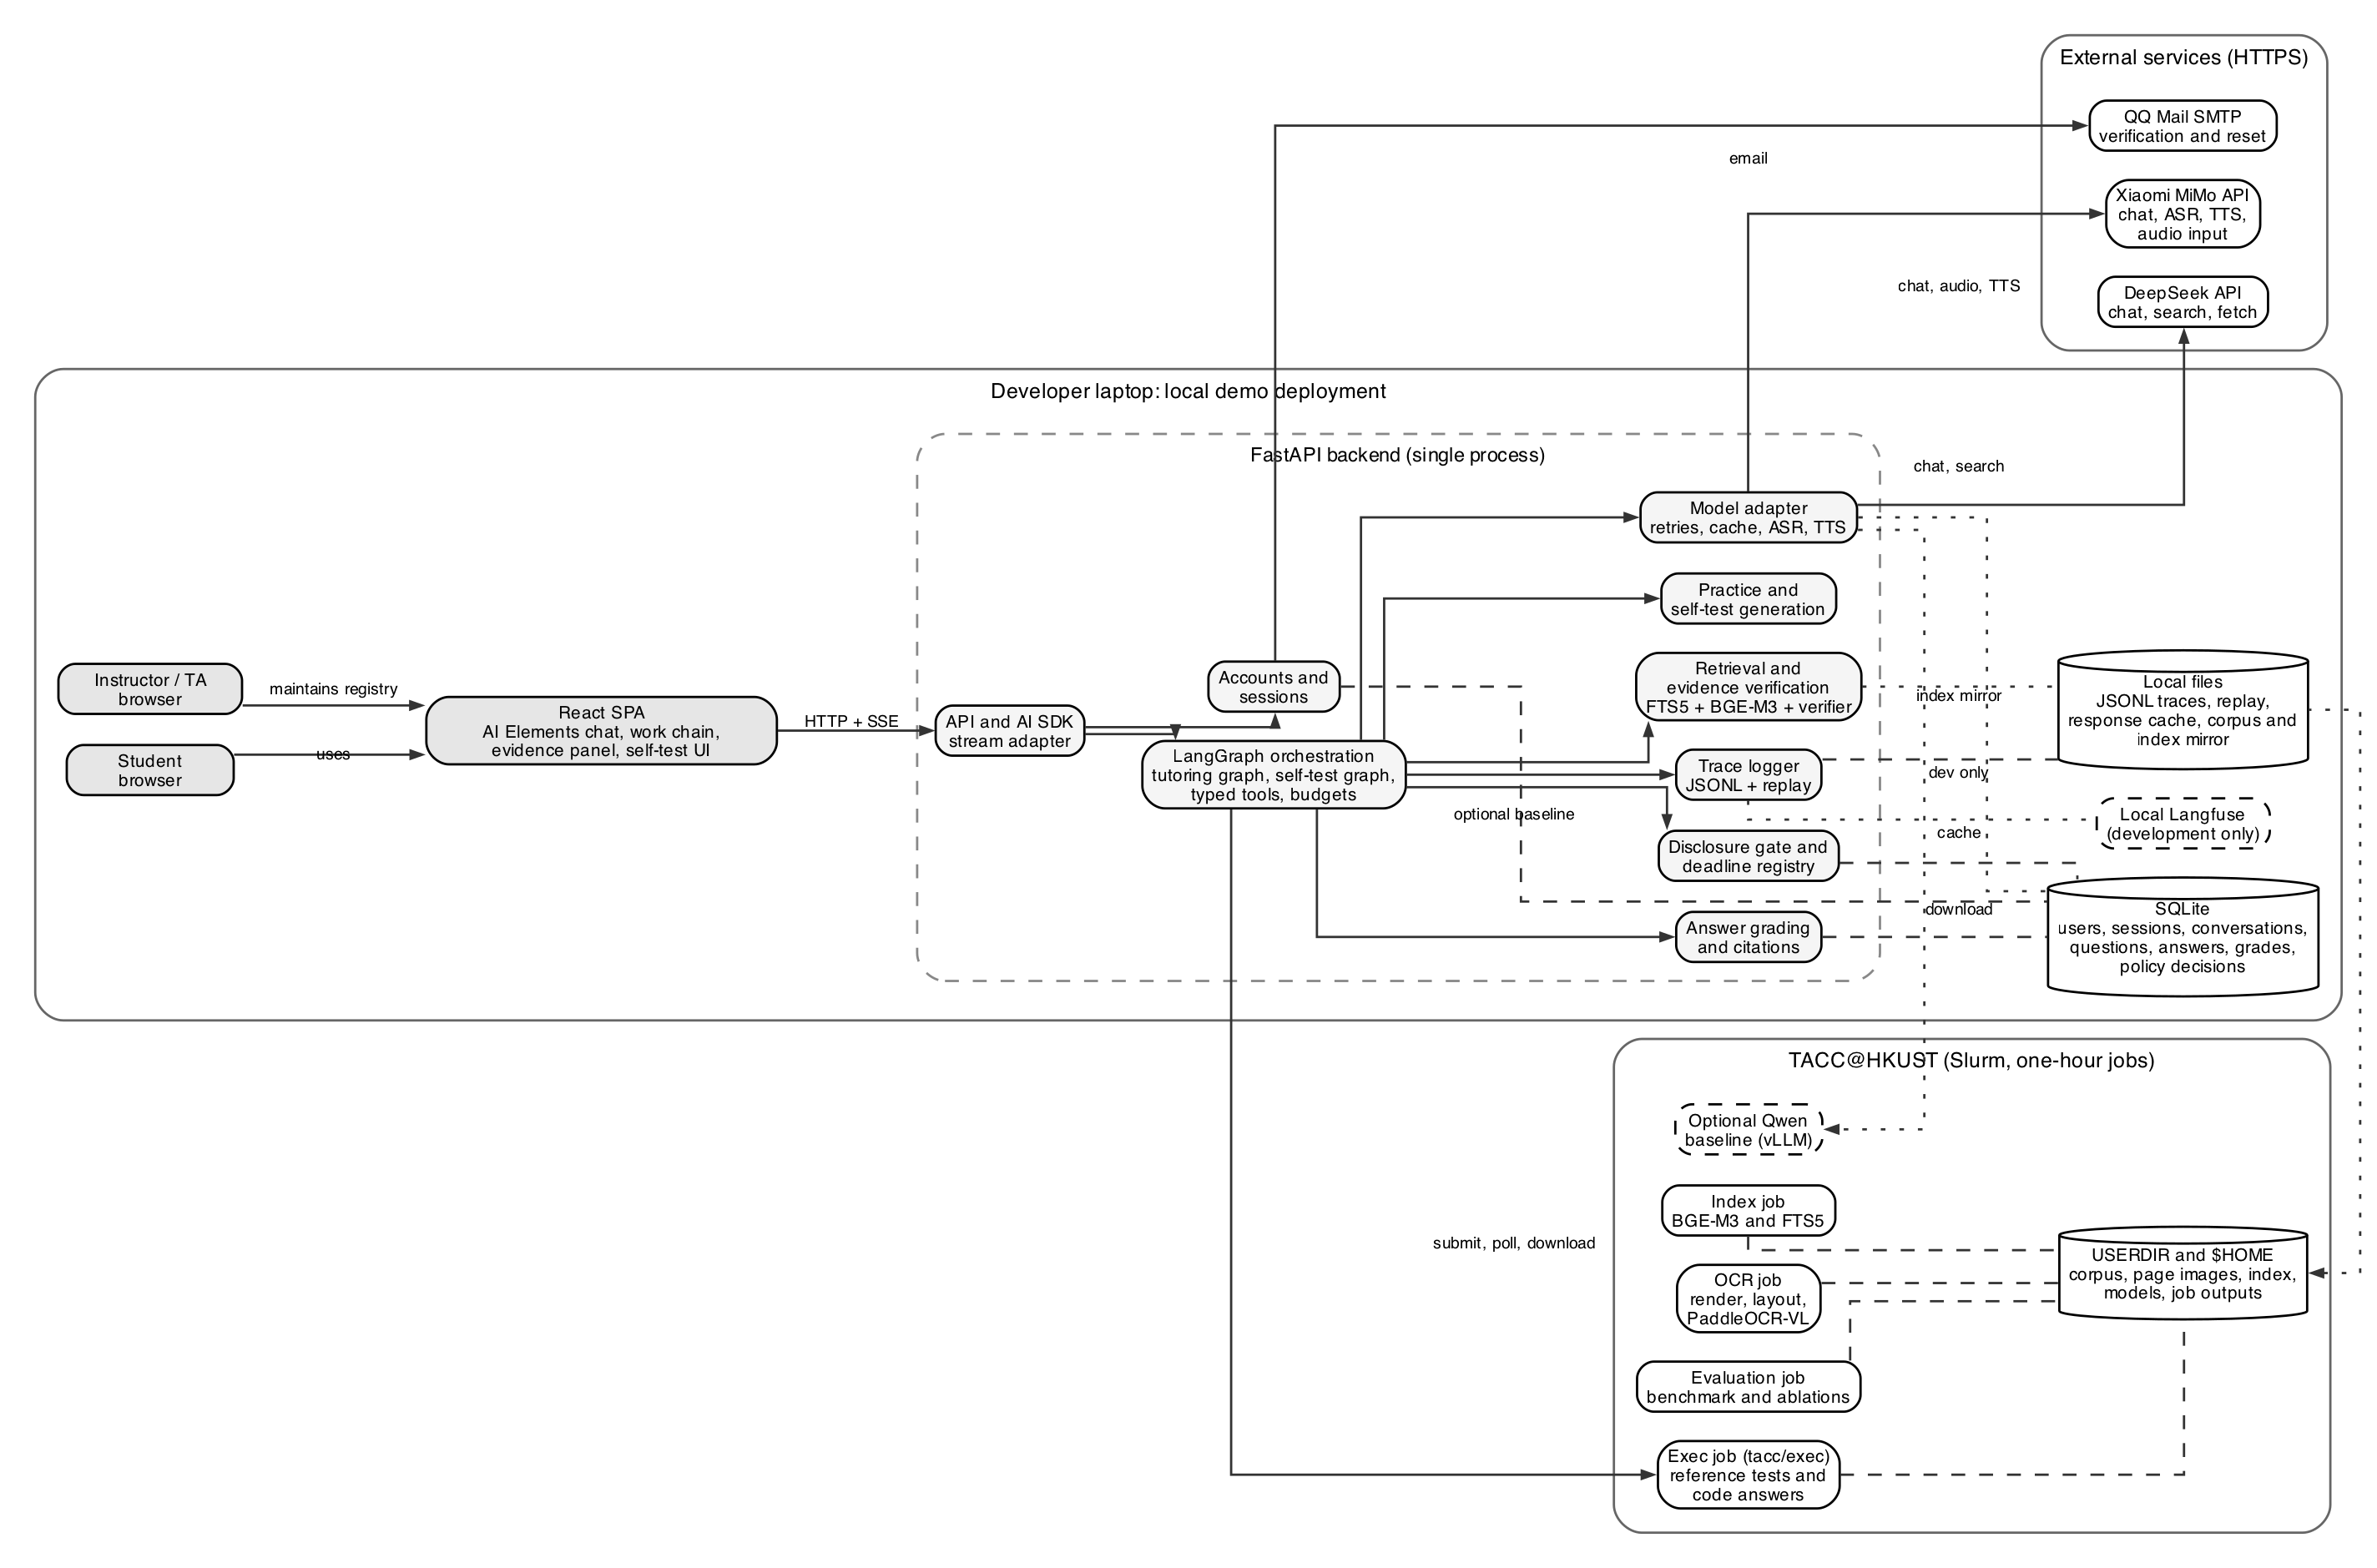 External services (HTTPS)
QQ Mail SMTP
verification and reset
email
Xiaomi MiMo API
chat, ASR, TTS,
audio input
chat, audio, TTS
DeepSeek API
chat, search, fetch
Developer laptop: local demo deployment
FastAPI backend (single process)
chat, search
Model adapter
retries, cache, ASR, TTS
Practice and
self-test generation
Instructor / TA
browser
maintains registry
Student
browser
uses
React SPA
AI Elements chat, work chain,
evidence panel, self-test UI
HTTP + SSE
API and AI SDK
stream adapter
Accounts and
sessions
LangGraph orchestration
tutoring graph, self-test graph,
typed tools, budgets
Retrieval and
evidence verification
FTS5 + BGE-M3 + verifier
index mirror
Local files
JSONL traces, replay,
response cache, corpus and
index mirror
Trace logger
JSONL + replay
dev only
optional baseline
Local Langfuse
(development only)
cache
Disclosure gate and
deadline registry
download
Answer grading
and citations
SQLite
users, sessions, conversations,
questions, answers, grades,
policy decisions
TACC@HKUST (Slurm, one-hour jobs)
Optional Qwen
baseline (vLLM)
Index job
BGE-M3 and FTS5
submit, poll, download
OCR job
render, layout,
PaddleOCR-VL
USERDIR and $HOME
corpus, page images, index,
models, job outputs
Evaluation job
benchmark and ablations
Exec job (tacc/exec)
reference tests and
code answers